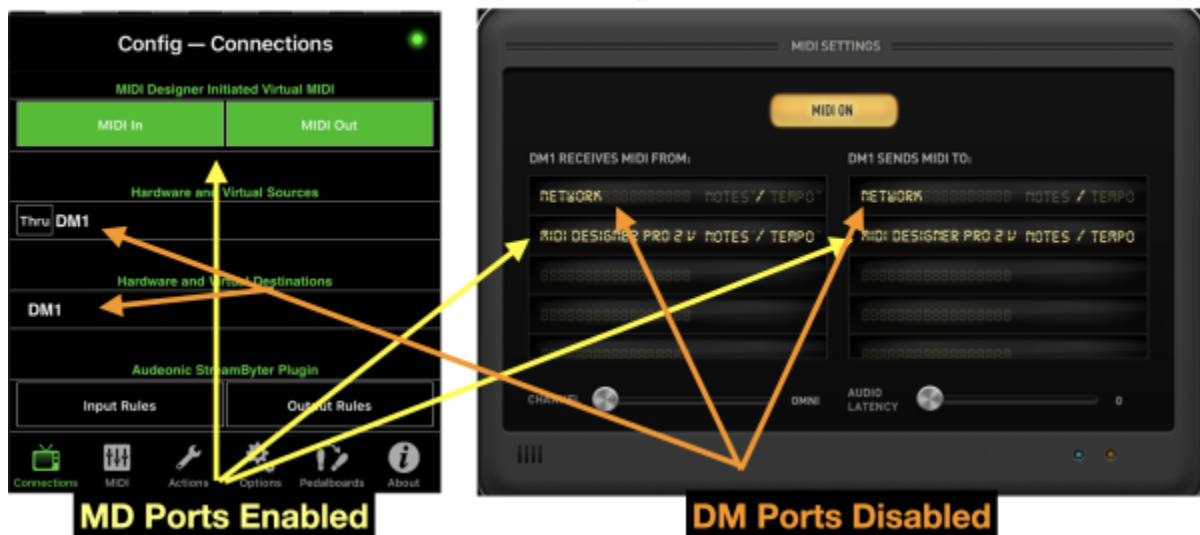 Config — Connections
MIDI Designer Initiated Virtual MIDI
MIDI In MIDI Out
Hardware and Virtual Sources
Thru DM1
Hardware and Virtual Destinations
DM1
Audeonic StreamByter Plugin
Input Rules Output Rules
Connections MIDI Actions Options Pedalboards About
MD Ports Enabled
MIDI SETTINGS
MIDI ON
DM1 RECEIVES MIDI FROM: DM1 SENDS MIDI TO:
NETWORK NOTES / TEMPO NETWORK NOTES / TEMPO
MIDI DESIGNER PRO 2 V NOTES / TEMPO MIDI DESIGNER PRO 2 V NOTES / TEMPO
CHANNEL OMNI AUDIO LATENCY 0
DM Ports Disabled